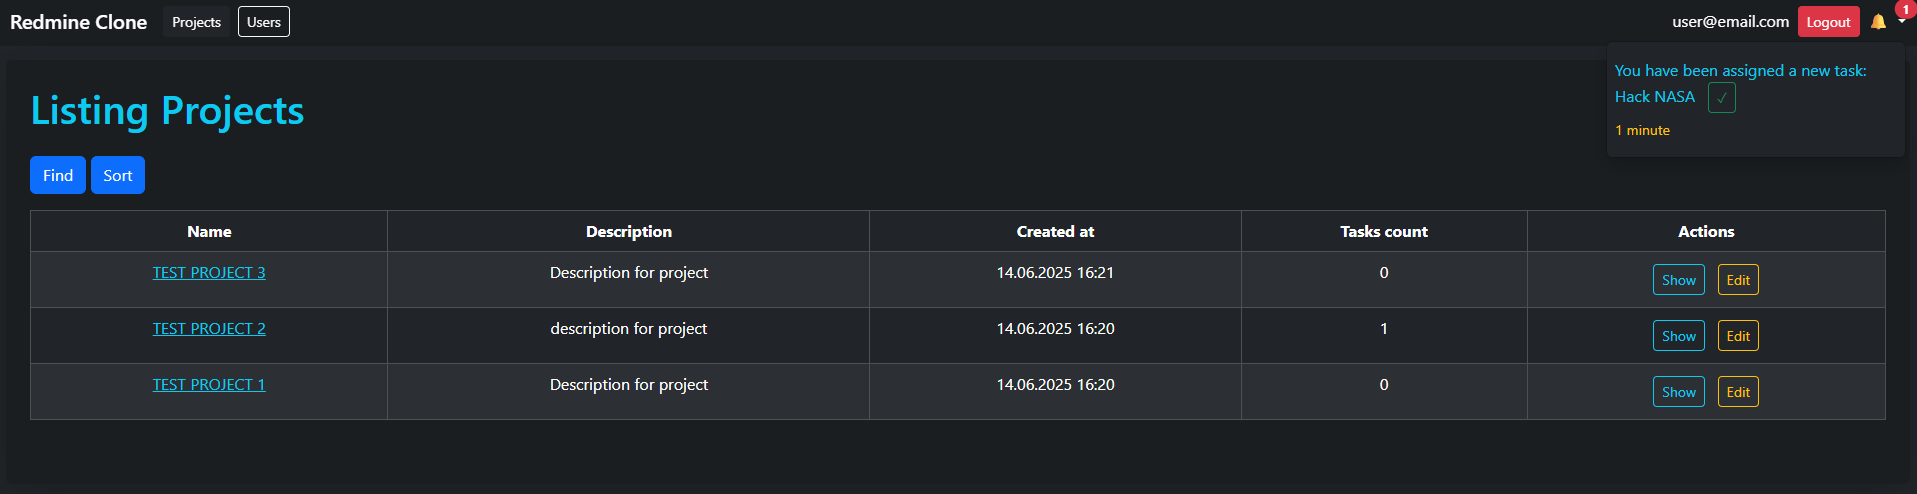 Redmine Clone Projects Users user@email.com Logout 1
You have been assigned a new task:
Hack NASA ✓
1 minute
Listing Projects
Find Sort
Name Description Created at Tasks count Actions
TEST PROJECT 3 Description for project 14.06.2025 16:21 0 Show Edit
TEST PROJECT 2 description for project 14.06.2025 16:20 1 Show Edit
TEST PROJECT 1 Description for project 14.06.2025 16:20 0 Show Edit